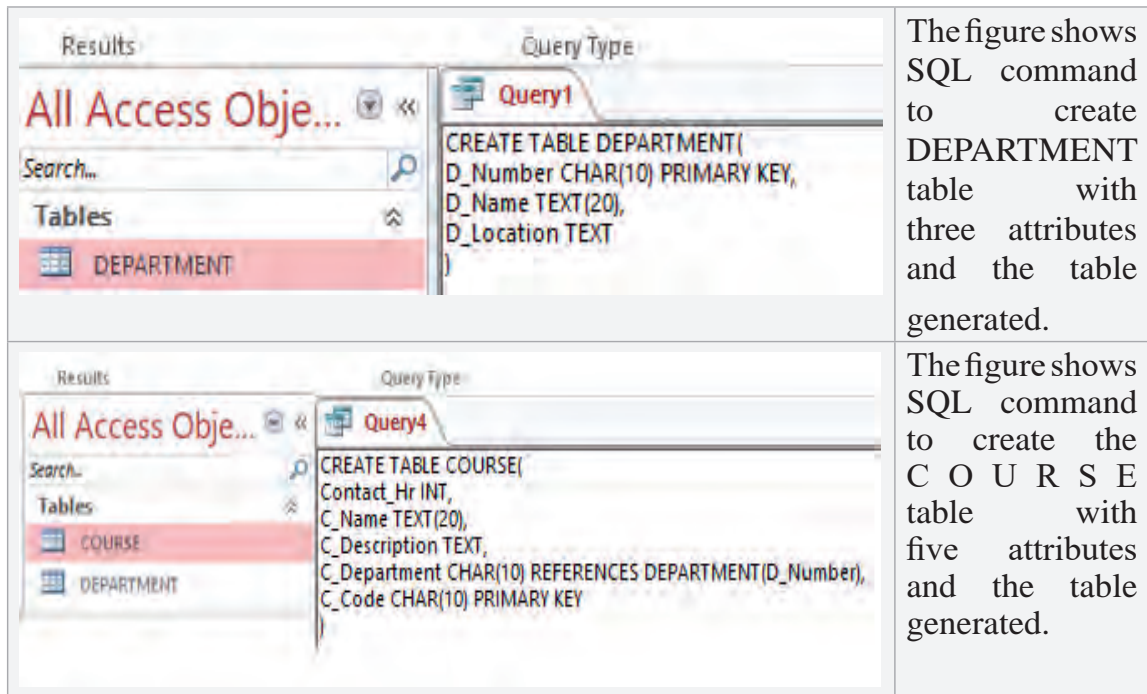 Results
Query Type
All Access Obje... «
Search...
Tables
DEPARTMENT
Query1
CREATE TABLE DEPARTMENT(
D_Number CHAR(10) PRIMARY KEY,
D_Name TEXT(20),
D_Location TEXT
)
The figure shows
SQL command
to create
DEPARTMENT
table with
three attributes
and the table
generated.
Results
Query Type
All Access Obje... «
Search..
Tables
COURSE
DEPARTMENT
Query4
CREATE TABLE COURSE(
Contact_Hr INT,
C_Name TEXT(20),
C_Description TEXT,
C_Department CHAR(10) REFERENCES DEPARTMENT(D_Number),
C_Code CHAR(10) PRIMARY KEY
)
The figure shows
SQL command
to create the
C O U R S E
table with
five attributes
and the table
generated.